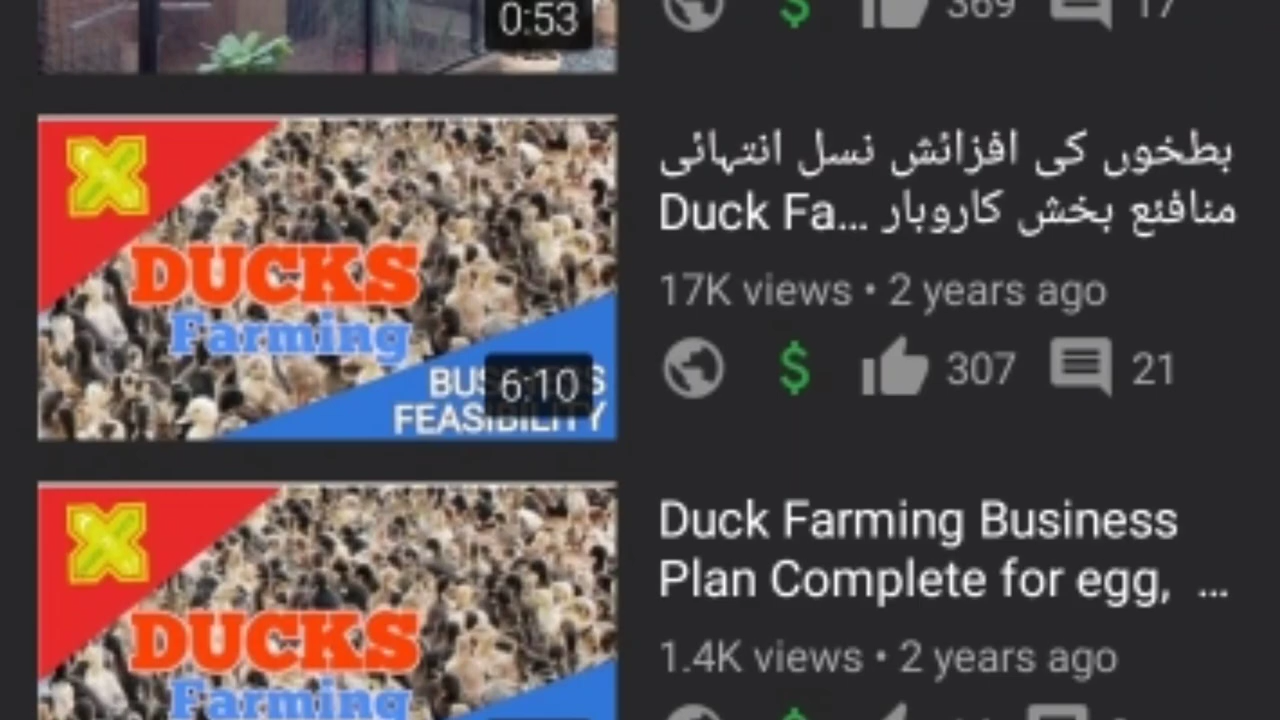 0:53
369
17
DUCKS
Farming
BUS
FEASIBILITY
6:10
بطخوں کی افزائش نسل انتہائی
منافئع بخش کاروبار Duck Fa...
17K views • 2 years ago
$
307
21
DUCKS
Farming
Duck Farming Business
Plan Complete for egg, ...
1.4K views • 2 years ago